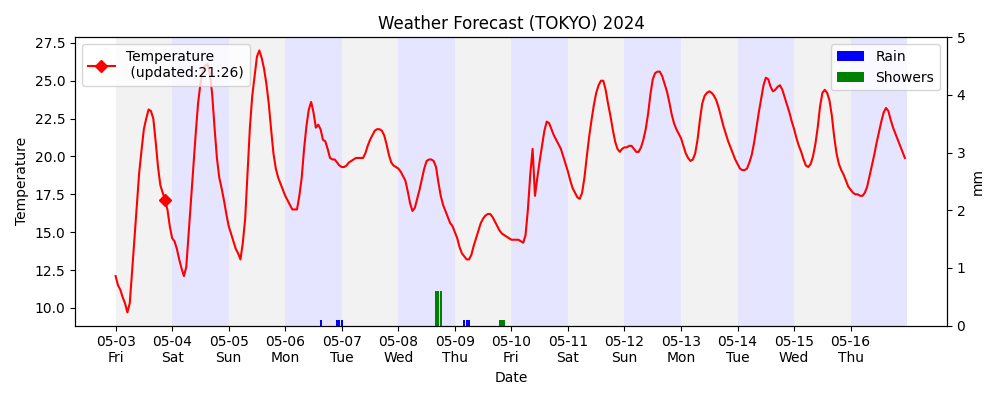 Weather Forecast (TOKYO) 2024
Temperature
(updated:21:26)
Rain
Showers
27.5
25.0
22.5
20.0
17.5
15.0
12.5
10.0
Temperature
5
4
3
2
1
0
mm
05-03 05-04 05-05 05-06 05-07 05-08 05-09 05-10 05-11 05-12 05-13 05-14 05-15 05-16
Fri Sat Sun Mon Tue Wed Thu Fri Sat Sun Mon Tue Wed Thu
Date